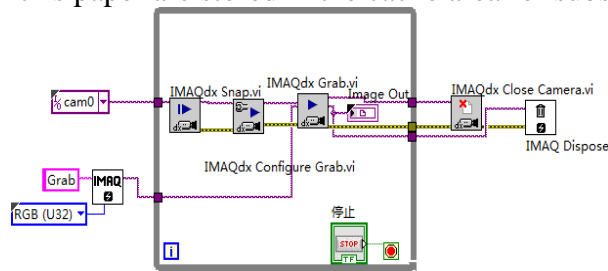 IMAQdx Snap.vi
IMAQdx Grab.vi
Image Out
IMAQdx Close Camera.vi
cam0
IMAQ Dispose
IMAQdx Configure Grab.vi
Grab
IMAQ
RGB (U32)
停止
STOP
TF
i